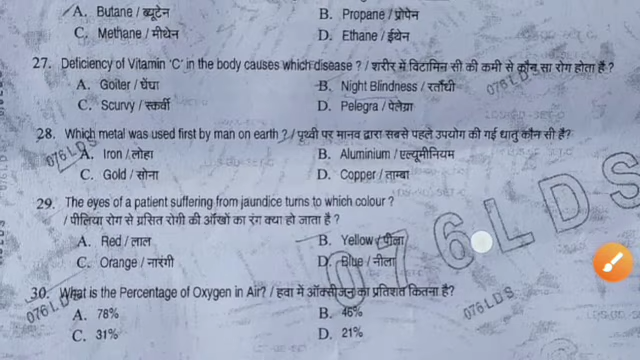 A. Butane / ब्यूटेन B. Propane / प्रोपेन
C. Methane / मीथेन D. Ethane / ईथेन
27. Deficiency of Vitamin 'C' in the body causes which disease ? / शरीर में विटामिन सी की कमी से कौन सा रोग होता है ?
A. Goiter / घेंघा B. Night Blindness / रतौंधी
C. Scurvy / स्कर्वी D. Pelegra / पेलेग्रा
28. Which metal was used first by man on earth ? / पृथ्वी पर मानव द्वारा सबसे पहले उपयोग की गई धातु कौन सी है?
A. Iron / लोहा B. Aluminium / एल्यूमीनियम
C. Gold / सोना D. Copper / ताम्बा
29. The eyes of a patient suffering from jaundice turns to which colour ?
/ पीलिया रोग से ग्रसित रोगी की आँखों का रंग क्या हो जाता है ?
A. Red / लाल B. Yellow / पीला
C. Orange / नारंगी D. Blue / नीला
30. What is the Percentage of Oxygen in Air? / हवा में ऑक्सीजन का प्रतिशत कितना है?
A. 78% B. 46%
C. 31% D. 21%
076LDS
076LDS
076LDS
076LDS
076LDS